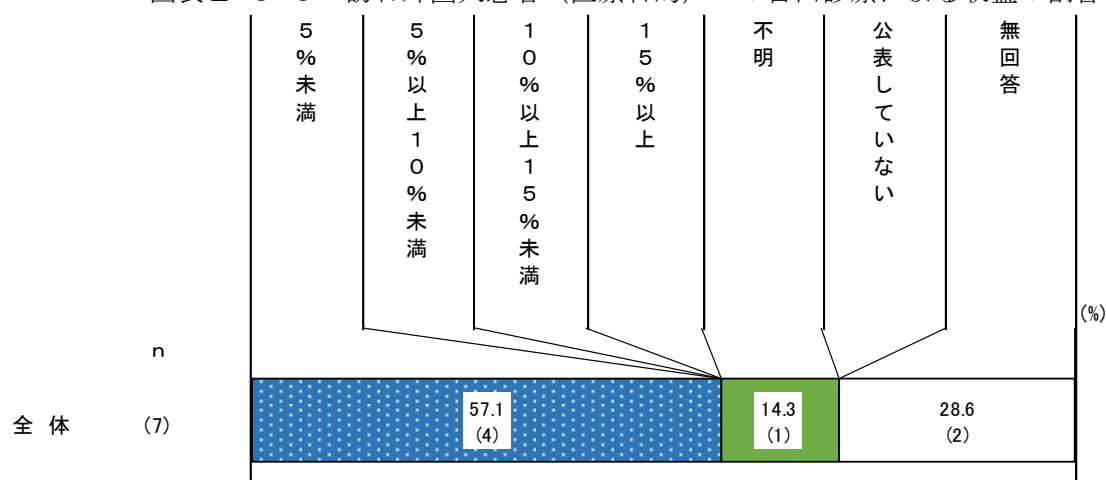 5%未満
5%以上10%未満
10%以上15%未満
15%以上
不明
公表していない
無回答
(%)
n
全 体 (7)
57.1
(4)
14.3
(1)
28.6
(2)